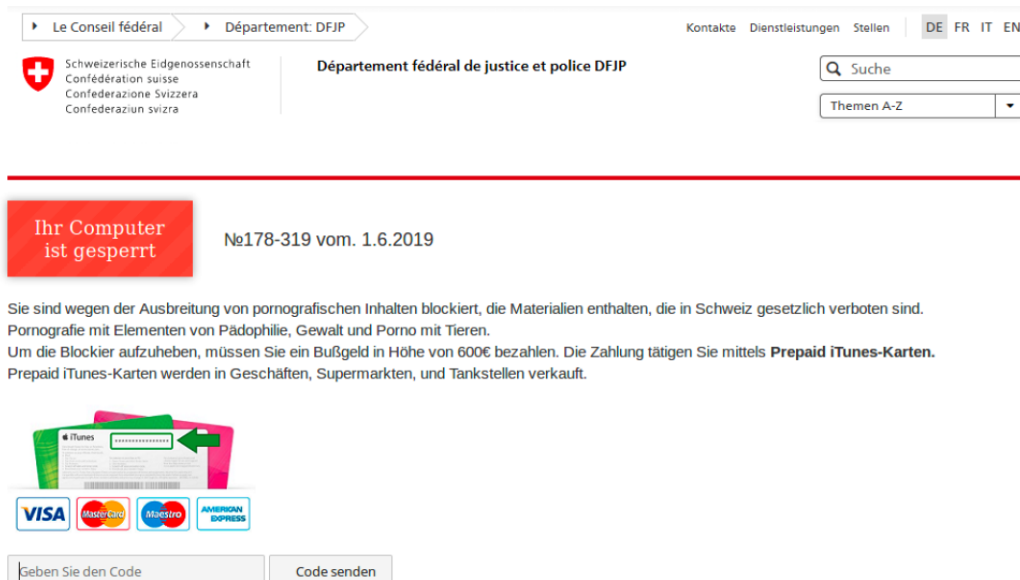 Le Conseil fédéral Département: DFJP Kontakte Dienstleistungen Stellen DE FR IT EN
Schweizerische Eidgenossenschaft
Confédération suisse
Confederazione Svizzera
Confederaziun svizra
Département fédéral de justice et police DFJP
Suche
Themen A-Z
Ihr Computer
ist gesperrt
№178-319 vom. 1.6.2019
Sie sind wegen der Ausbreitung von pornografischen Inhalten blockiert, die Materialien enthalten, die in Schweiz gesetzlich verboten sind.
Pornografie mit Elementen von Pädophilie, Gewalt und Porno mit Tieren.
Um die Blockier aufzuheben, müssen Sie ein Bußgeld in Höhe von 600€ bezahlen. Die Zahlung tätigen Sie mittels Prepaid iTunes-Karten.
Prepaid iTunes-Karten werden in Geschäften, Supermarkten, und Tankstellen verkauft.
iTunes
VISA MasterCard Maestro AMERICAN EXPRESS
Geben Sie den Code Code senden